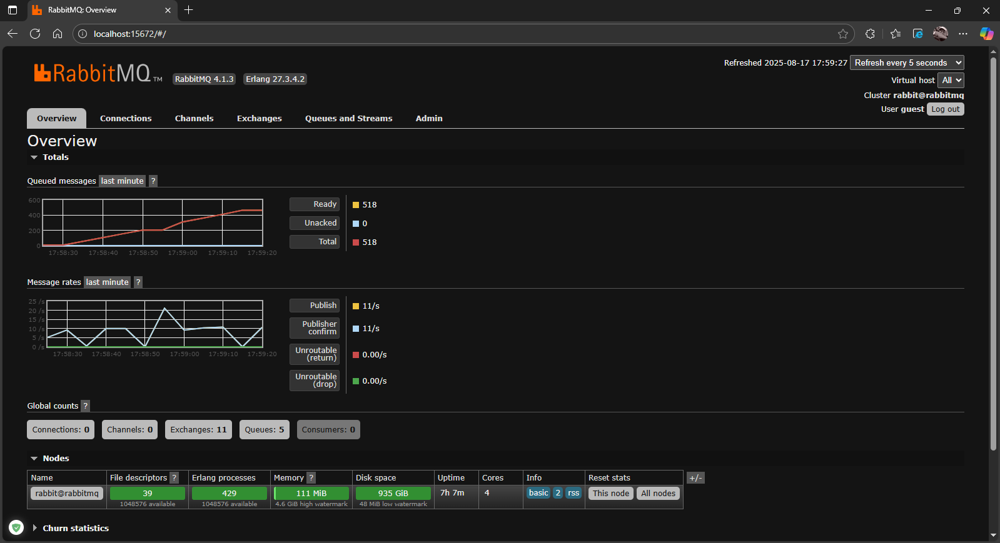 RabbitMQ: Overview
localhost:15672/#/
RabbitMQ TM RabbitMQ 4.1.3 Erlang 27.3.4.2
Refreshed 2025-08-17 17:59:27 Refresh every 5 seconds
Virtual host All
Cluster rabbit@rabbitmq
User guest Log out
Overview Connections Channels Exchanges Queues and Streams Admin
Overview
Totals
Queued messages last minute ?
600
400
200
0
17:58:30 17:58:40 17:58:50 17:59:00 17:59:10 17:59:20
Ready 518
Unacked 0
Total 518
Message rates last minute ?
25 /s
20 /s
15 /s
10 /s
5 /s
0 /s
17:58:30 17:58:40 17:58:50 17:59:00 17:59:10 17:59:20
Publish 11/s
Publisher confirm 11/s
Unroutable (return) 0.00/s
Unroutable (drop) 0.00/s
Global counts ?
Connections: 0 Channels: 0 Exchanges: 11 Queues: 5 Consumers: 0
Nodes
Name File descriptors ? Erlang processes Memory ? Disk space Uptime Cores Info Reset stats +/-
rabbit@rabbitmq 39 429 111 MiB 935 GiB 7h 7m 4 basic 2 rss This node All nodes
1048576 available 1048576 available 4.6 GiB high watermark 48 MiB low watermark
Churn statistics